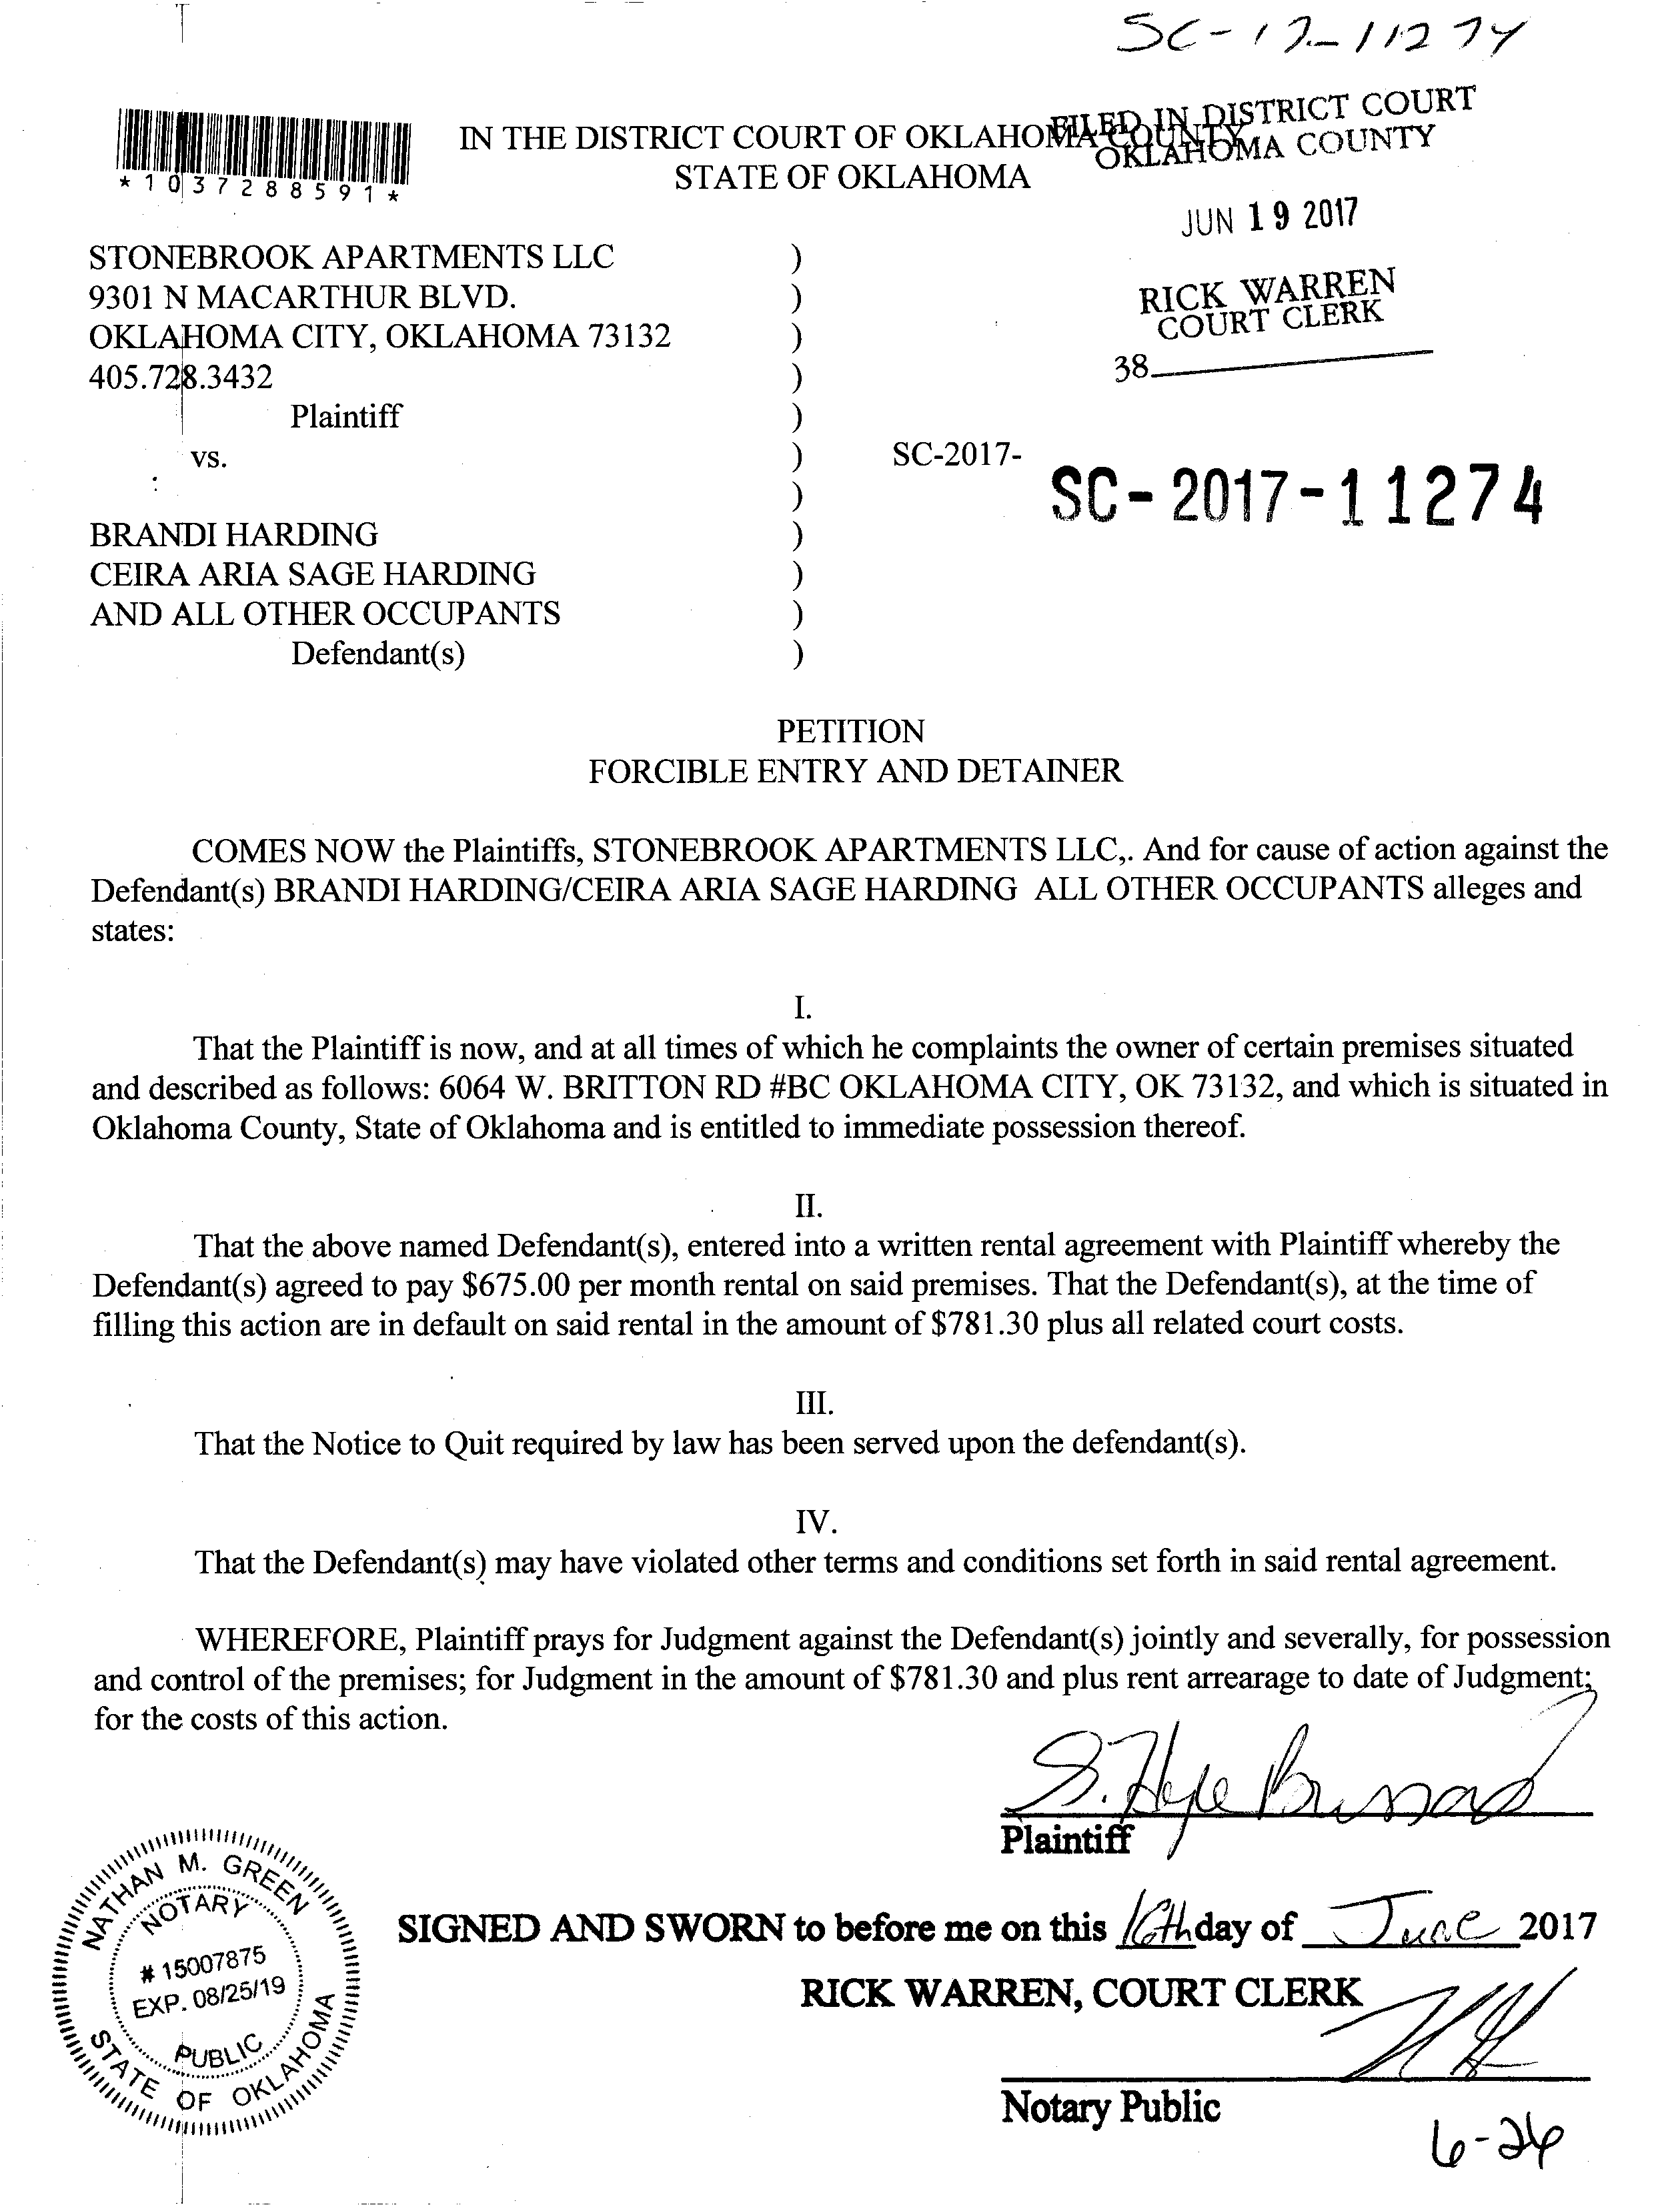 SC-17-11274
*1037288591*
IN THE DISTRICT COURT OF OKLAHOMA COUNTY
STATE OF OKLAHOMA
FILED IN DISTRICT COURT
OKLAHOMA COUNTY
JUN 19 2017
RICK WARREN
COURT CLERK
38
STONEBROOK APARTMENTS LLC )
9301 N MACARTHUR BLVD. )
OKLAHOMA CITY, OKLAHOMA 73132 )
405.728.3432 )
Plaintiff )
vs. ) SC-2017-
SC-2017-11274
)
BRANDI HARDING )
CEIRA ARIA SAGE HARDING )
AND ALL OTHER OCCUPANTS )
Defendant(s) )
PETITION
FORCIBLE ENTRY AND DETAINER
COMES NOW the Plaintiffs, STONEBROOK APARTMENTS LLC,. And for cause of action against the
Defendant(s) BRANDI HARDING/CEIRA ARIA SAGE HARDING ALL OTHER OCCUPANTS alleges and
states:
I.
That the Plaintiff is now, and at all times of which he complaints the owner of certain premises situated
and described as follows: 6064 W. BRITTON RD #BC OKLAHOMA CITY, OK 73132, and which is situated in
Oklahoma County, State of Oklahoma and is entitled to immediate possession thereof.
II.
That the above named Defendant(s), entered into a written rental agreement with Plaintiff whereby the
Defendant(s) agreed to pay $675.00 per month rental on said premises. That the Defendant(s), at the time of
filling this action are in default on said rental in the amount of $781.30 plus all related court costs.
III.
That the Notice to Quit required by law has been served upon the defendant(s).
IV.
That the Defendant(s) may have violated other terms and conditions set forth in said rental agreement.
WHEREFORE, Plaintiff prays for Judgment against the Defendant(s) jointly and severally, for possession
and control of the premises; for Judgment in the amount of $781.30 and plus rent arrearage to date of Judgment;
for the costs of this action.
S.
Plaintiff
NATHAN M. GREEN
NOTARY
# 15007875
EXP. 08/25/19
PUBLIC
STATE OF OKLAHOMA
SIGNED AND SWORN to before me on this 16th day of June 2017
RICK WARREN, COURT CLERK
Notary Public
6-26